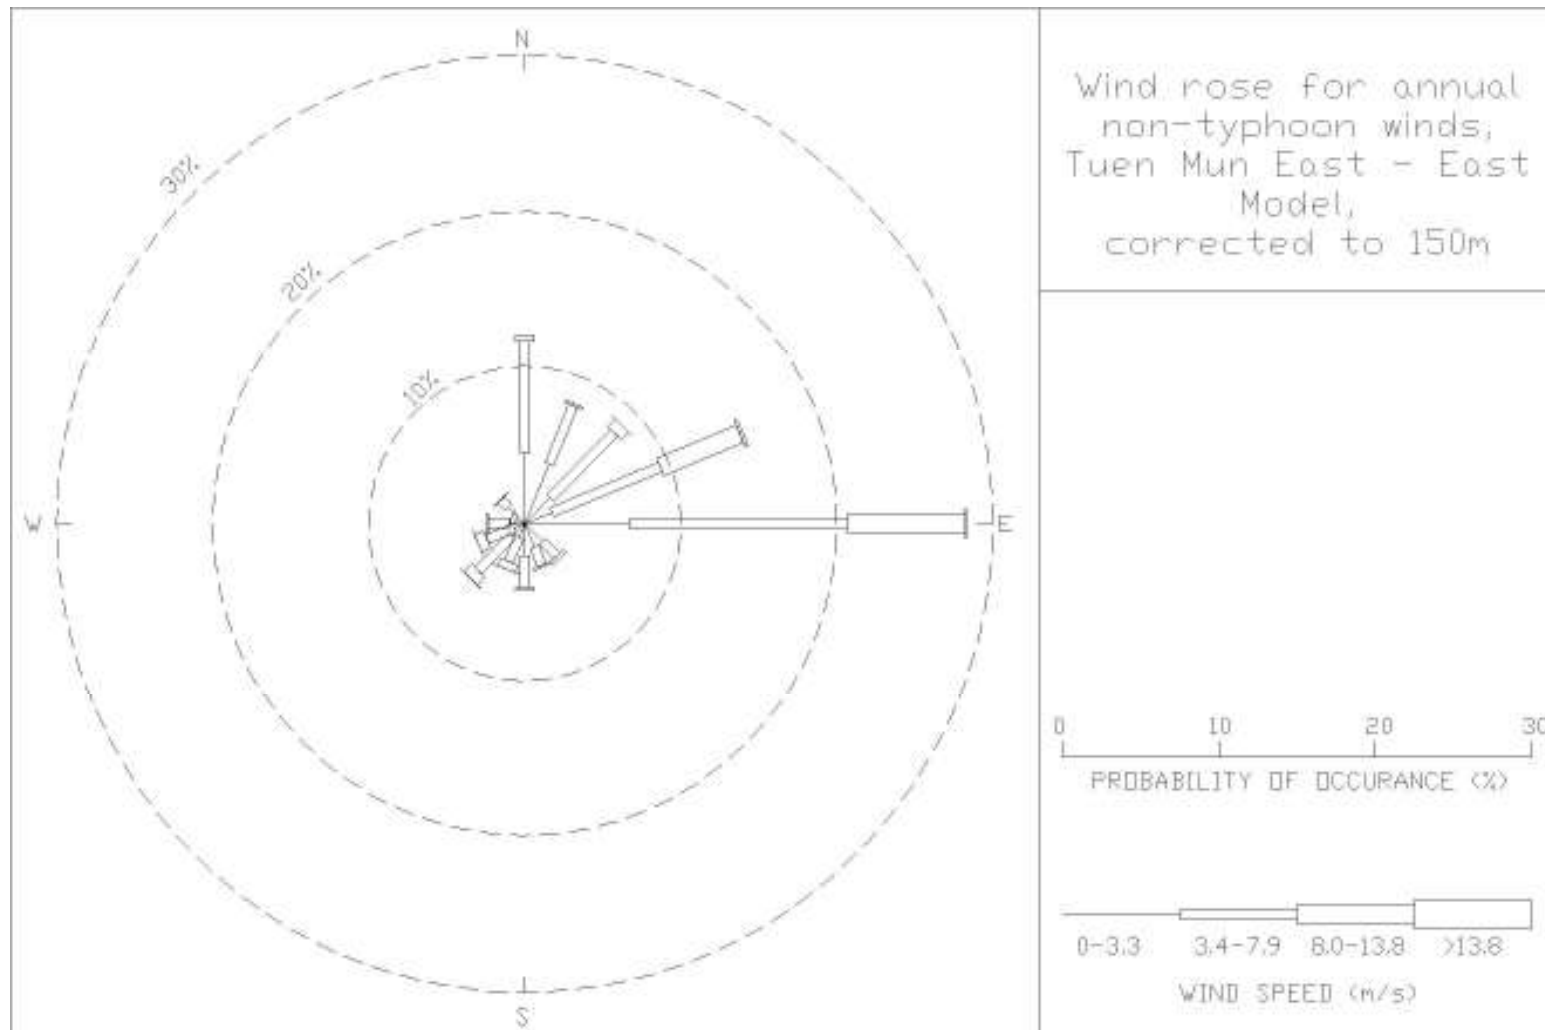 N
30%
20%
10%
W
E
S
Wind rose for annual
non-typhoon winds,
Tuen Mun East - East
Model,
corrected to 150m
0 10 20 30
PROBABILITY OF OCCURANCE (%)
0-3.3 3.4-7.9 8.0-13.8 >13.8
WIND SPEED (m/s)